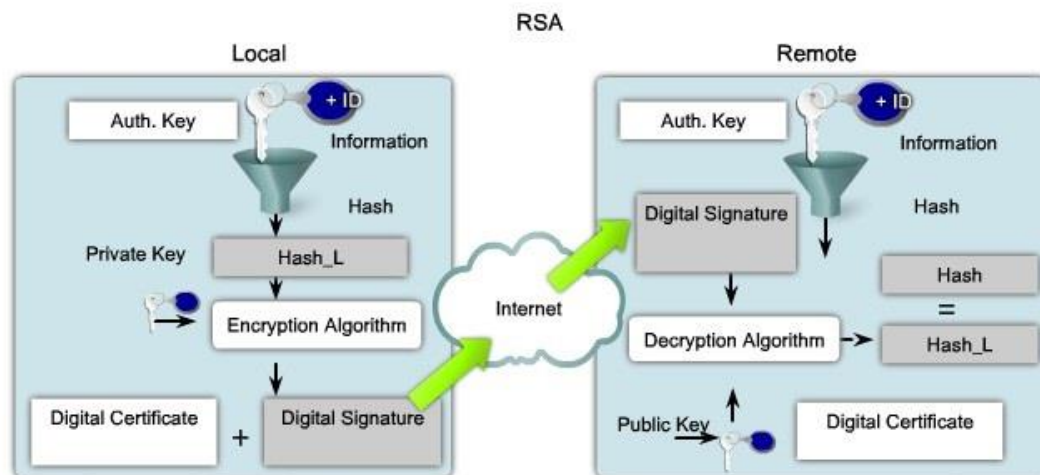 RSA
Local
Auth. Key
+ ID
Information
Hash
Private Key
Hash_L
Encryption Algorithm
Digital Certificate
+
Digital Signature
Internet
Remote
Auth. Key
+ ID
Information
Digital Signature
Hash
Hash
=
Decryption Algorithm
Hash_L
Public Key
Digital Certificate